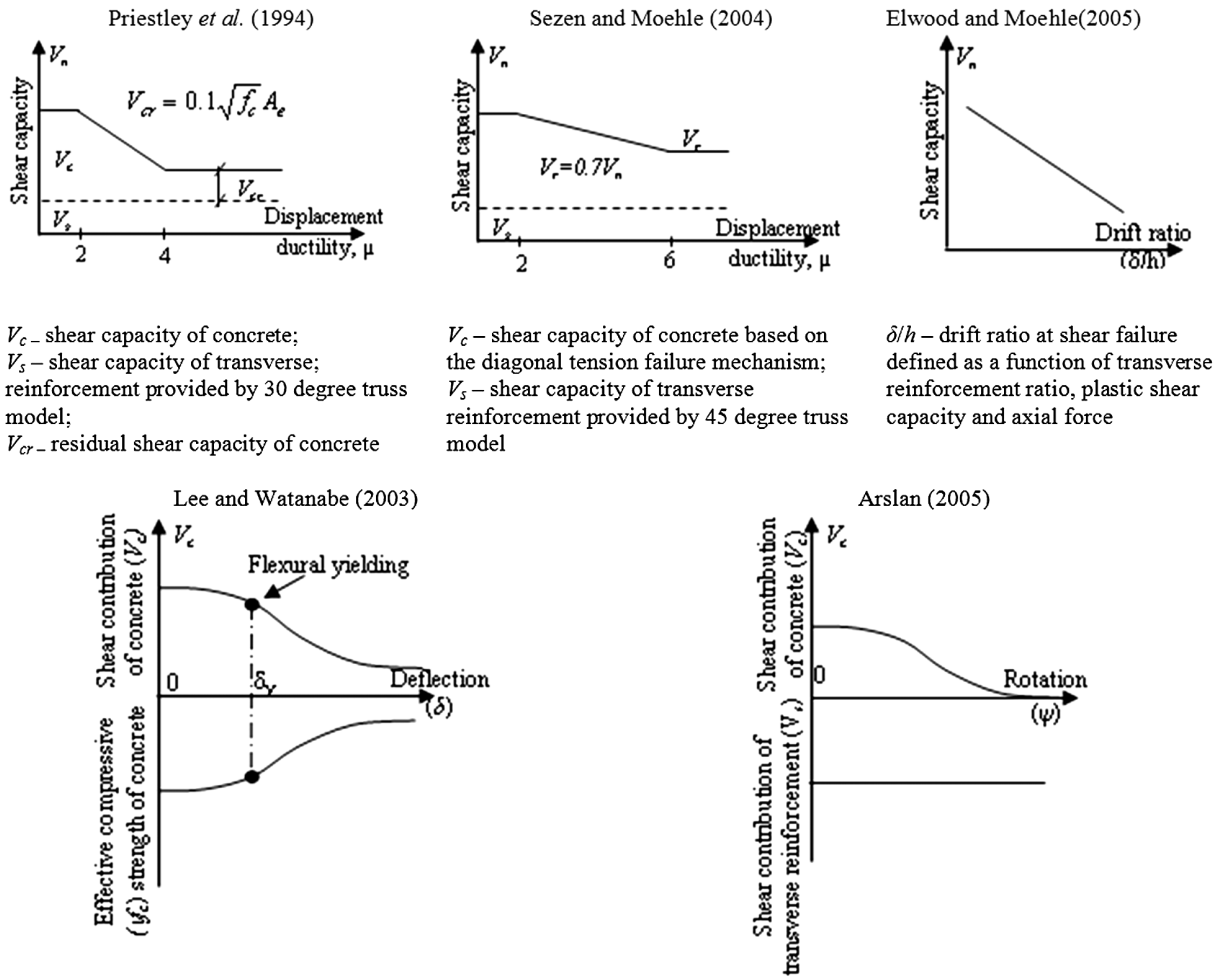 Priestley et al. (1994)
Vn
Shear capacity
Vcr = 0.1√fc Ae
Vc
Vcr
Vs
Displacement
ductility, μ
2
4
Vc – shear capacity of concrete;
Vs – shear capacity of transverse;
reinforcement provided by 30 degree truss
model;
Vcr – residual shear capacity of concrete
Sezen and Moehle (2004)
Vn
Shear capacity
Vr
Vr=0.7Vn
Vs
Displacement
ductility, μ
2
6
Vc – shear capacity of concrete based on
the diagonal tension failure mechanism;
Vs – shear capacity of transverse
reinforcement provided by 45 degree truss
model
Elwood and Moehle(2005)
Vn
Shear capacity
Drift ratio
(δ/h)
δ/h – drift ratio at shear failure
defined as a function of transverse
reinforcement ratio, plastic shear
capacity and axial force
Lee and Watanabe (2003)
Shear contribution
of concrete (Vc)
Vc
Flexural yielding
0
δy
Deflection
(δ)
Effective compressive
(νfc) strength of concrete
Arslan (2005)
Shear contribution
of concrete (Vc)
Vc
0
Rotation
(ψ)
Shear contribution of
transverse reinforcement (Vs)